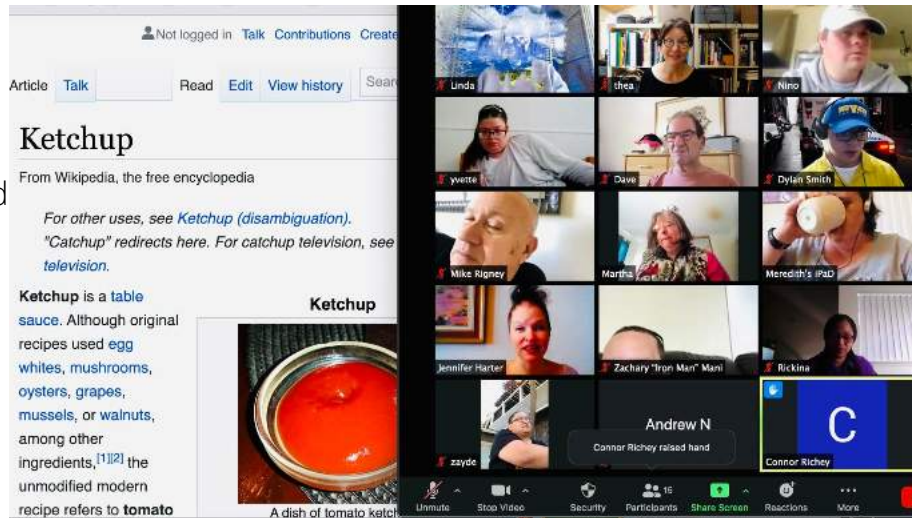 Not logged in Talk Contributions Create
Article Talk Read Edit View history Sear
Ketchup
From Wikipedia, the free encyclopedia
d
For other uses, see Ketchup (disambiguation).
"Catchup" redirects here. For catchup television, see
television.
Ketchup is a table
sauce. Although original
recipes used egg
whites, mushrooms,
oysters, grapes,
mussels, or walnuts,
among other
ingredients,[1][2] the
unmodified modern
recipe refers to tomato
Ketchup
A dish of tomato ketch
Linda
thea
Nino
yvette
Dave
Dylan Smith
Mike Rigney
Martha
Meredith's iPaD
Jennifer Harter
Zachary "Iron Man" Mani
Rickina
zayde
Andrew N
Connor Richey raised hand
C
Connor Richey
Unmute
Stop Video
Security
16
Participants
Share Screen
Reactions
More